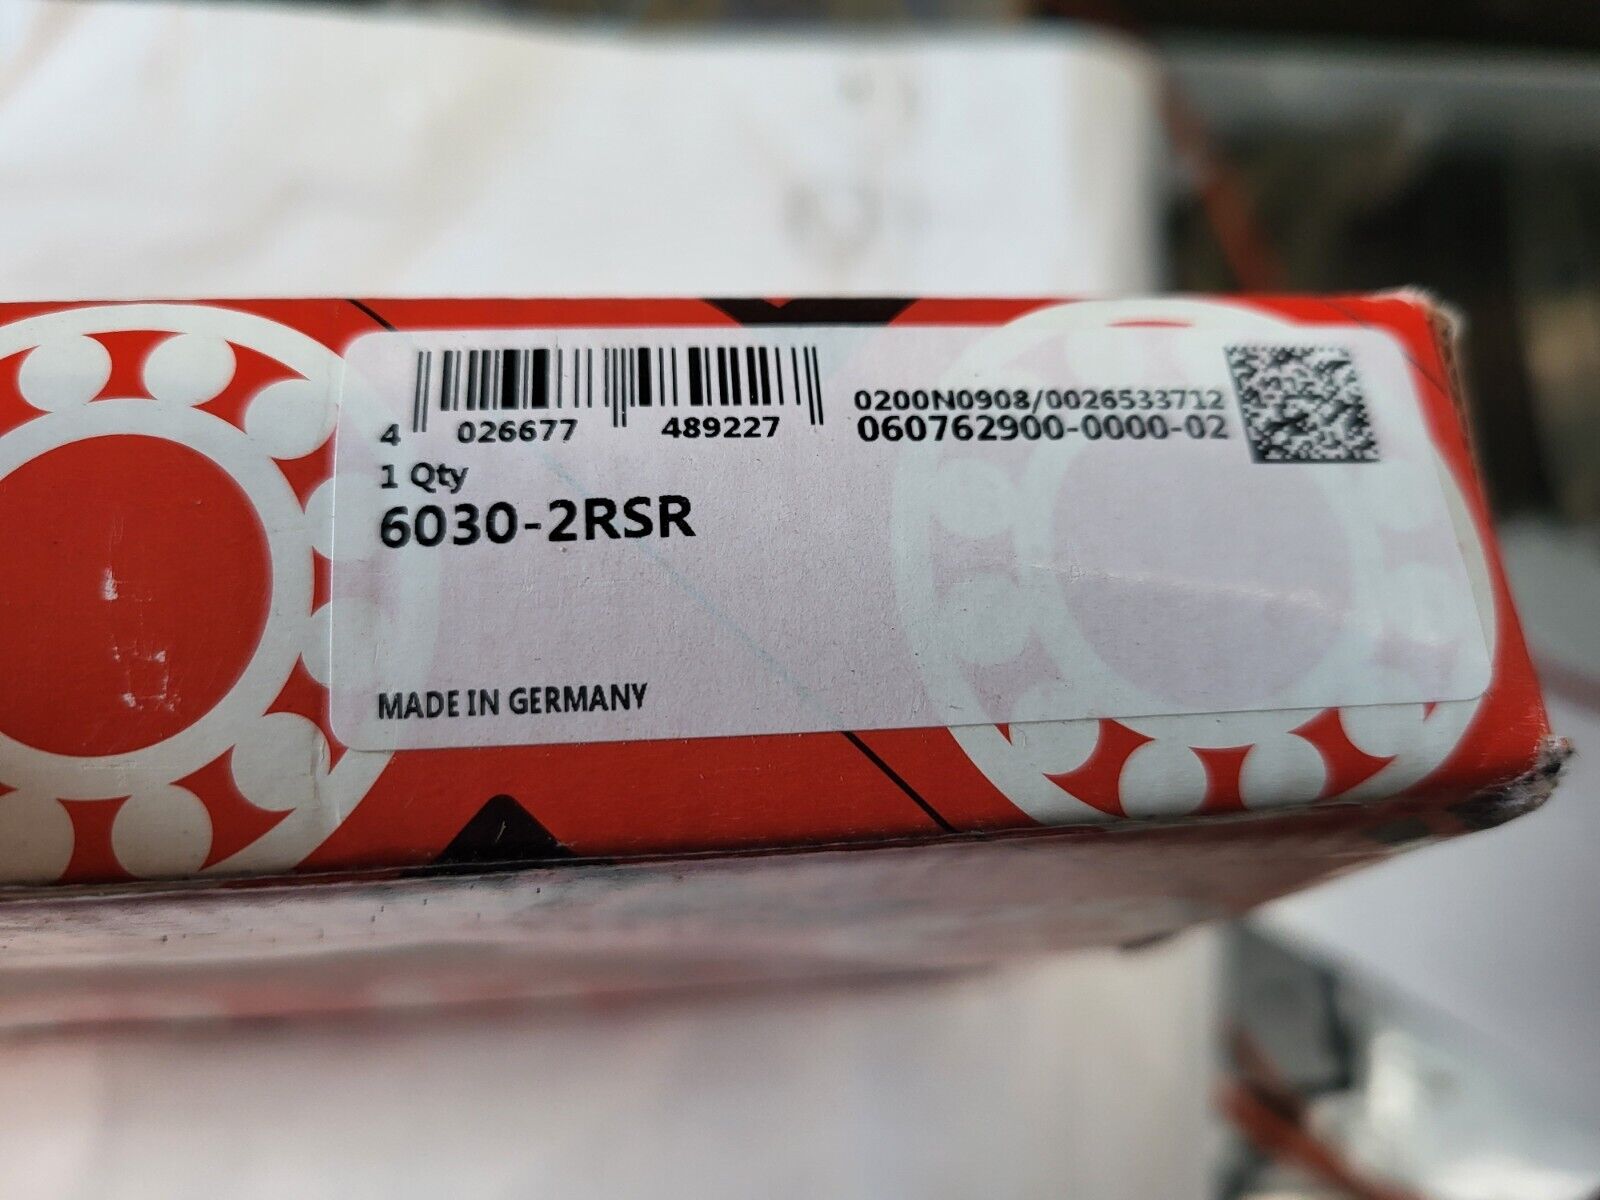 4 026677 489227
0200N0908/0026533712
060762900-0000-02
1 Qty
6030-2RSR
MADE IN GERMANY